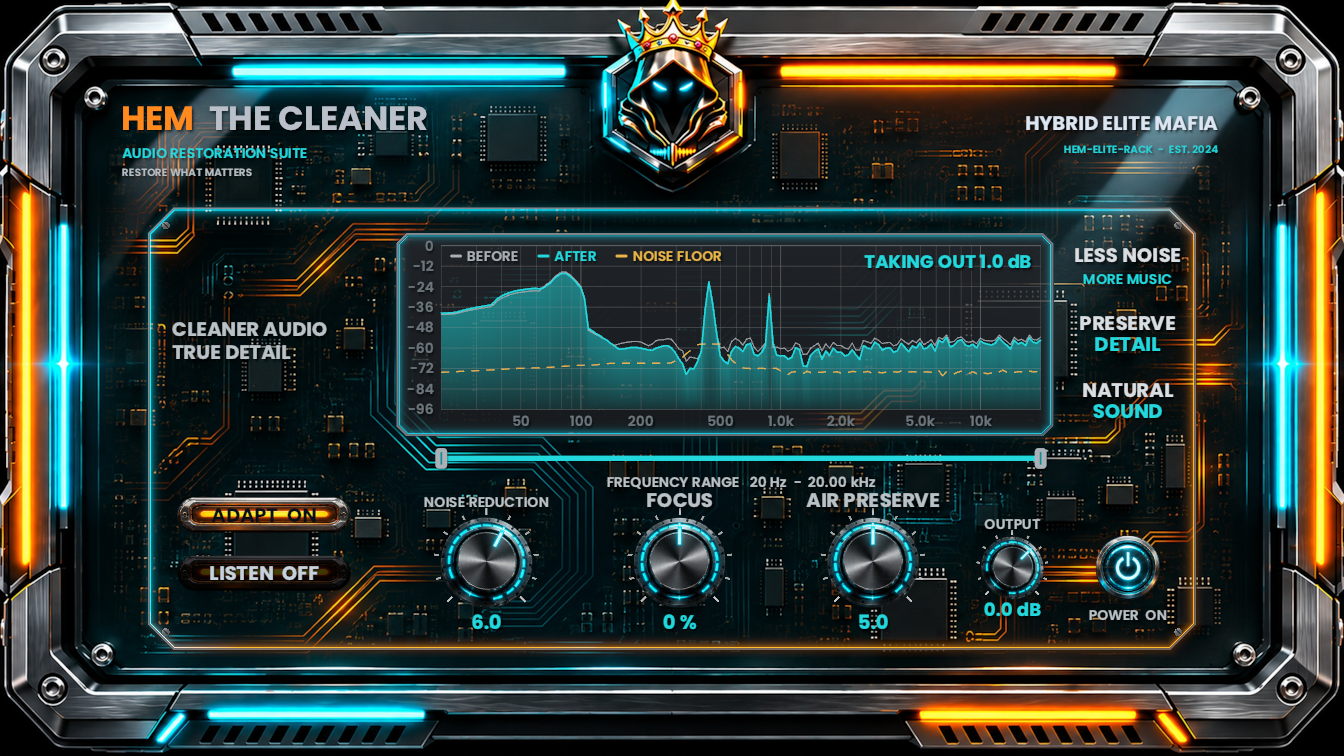 HEM THE CLEANER
AUDIO RESTORATION SUITE
RESTORE WHAT MATTERS
HYBRID ELITE MAFIA
HEM-ELITE-RACK - EST. 2024
BEFORE AFTER NOISE FLOOR
TAKING OUT 1.0 dB
0
-12
-24
-36
-48
-60
-72
-84
-96
50 100 200 500 1.0k 2.0k 5.0k 10k
CLEANER AUDIO
TRUE DETAIL
LESS NOISE
MORE MUSIC
PRESERVE
DETAIL
NATURAL
SOUND
FREQUENCY RANGE 20 Hz - 20.00 kHz
ADAPT ON
LISTEN OFF
NOISE REDUCTION
6.0
FOCUS
0 %
AIR PRESERVE
5.0
OUTPUT
0.0 dB
POWER ON